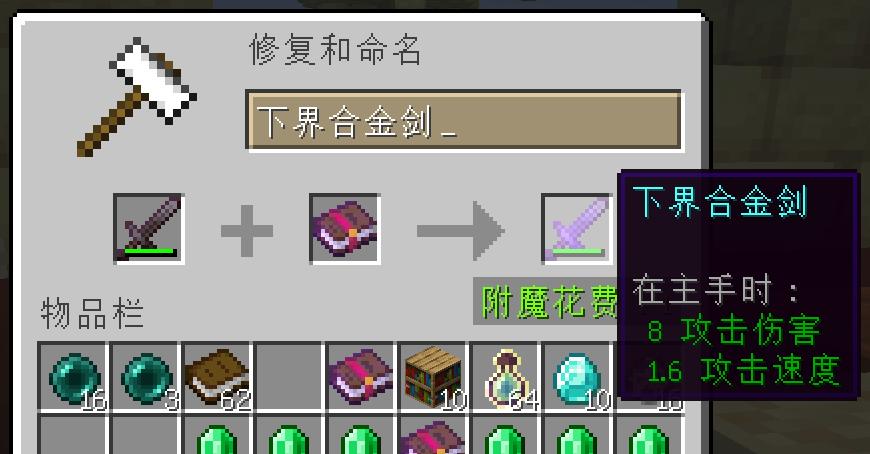 修复和命名
下界合金剑_
下界合金剑
附魔花费
在主手时：
8 攻击伤害
1.6 攻击速度
物品栏
16 3 62 10 64 10